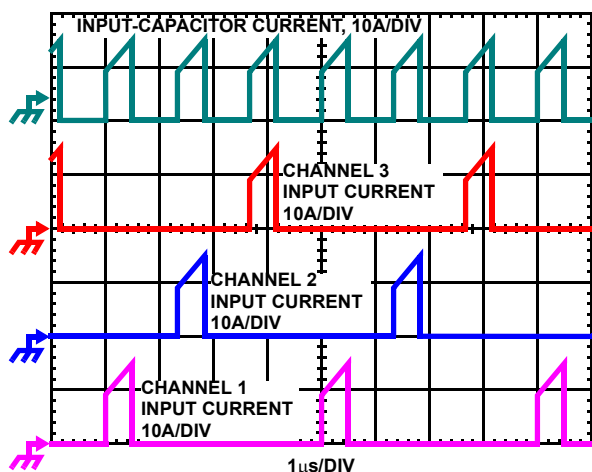 INPUT-CAPACITOR CURRENT, 10A/DIV
CHANNEL 3
INPUT CURRENT
10A/DIV
CHANNEL 2
INPUT CURRENT
10A/DIV
CHANNEL 1
INPUT CURRENT
10A/DIV
1μs/DIV